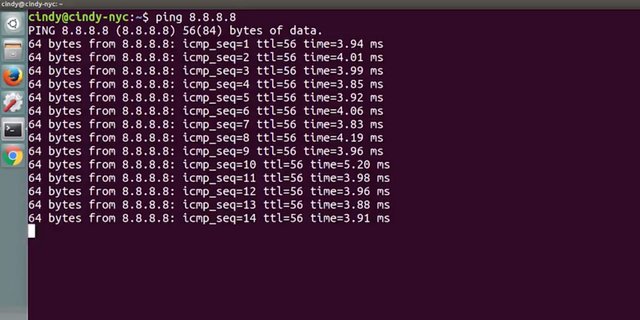 cindy@cindy-nyc: ~
cindy@cindy-nyc:~$ ping 8.8.8.8
PING 8.8.8.8 (8.8.8.8) 56(84) bytes of data.
64 bytes from 8.8.8.8: icmp_seq=1 ttl=56 time=3.94 ms
64 bytes from 8.8.8.8: icmp_seq=2 ttl=56 time=4.01 ms
64 bytes from 8.8.8.8: icmp_seq=3 ttl=56 time=3.99 ms
64 bytes from 8.8.8.8: icmp_seq=4 ttl=56 time=3.85 ms
64 bytes from 8.8.8.8: icmp_seq=5 ttl=56 time=3.92 ms
64 bytes from 8.8.8.8: icmp_seq=6 ttl=56 time=4.06 ms
64 bytes from 8.8.8.8: icmp_seq=7 ttl=56 time=3.83 ms
64 bytes from 8.8.8.8: icmp_seq=8 ttl=56 time=4.19 ms
64 bytes from 8.8.8.8: icmp_seq=9 ttl=56 time=3.96 ms
64 bytes from 8.8.8.8: icmp_seq=10 ttl=56 time=5.20 ms
64 bytes from 8.8.8.8: icmp_seq=11 ttl=56 time=3.98 ms
64 bytes from 8.8.8.8: icmp_seq=12 ttl=56 time=3.96 ms
64 bytes from 8.8.8.8: icmp_seq=13 ttl=56 time=3.88 ms
64 bytes from 8.8.8.8: icmp_seq=14 ttl=56 time=3.91 ms